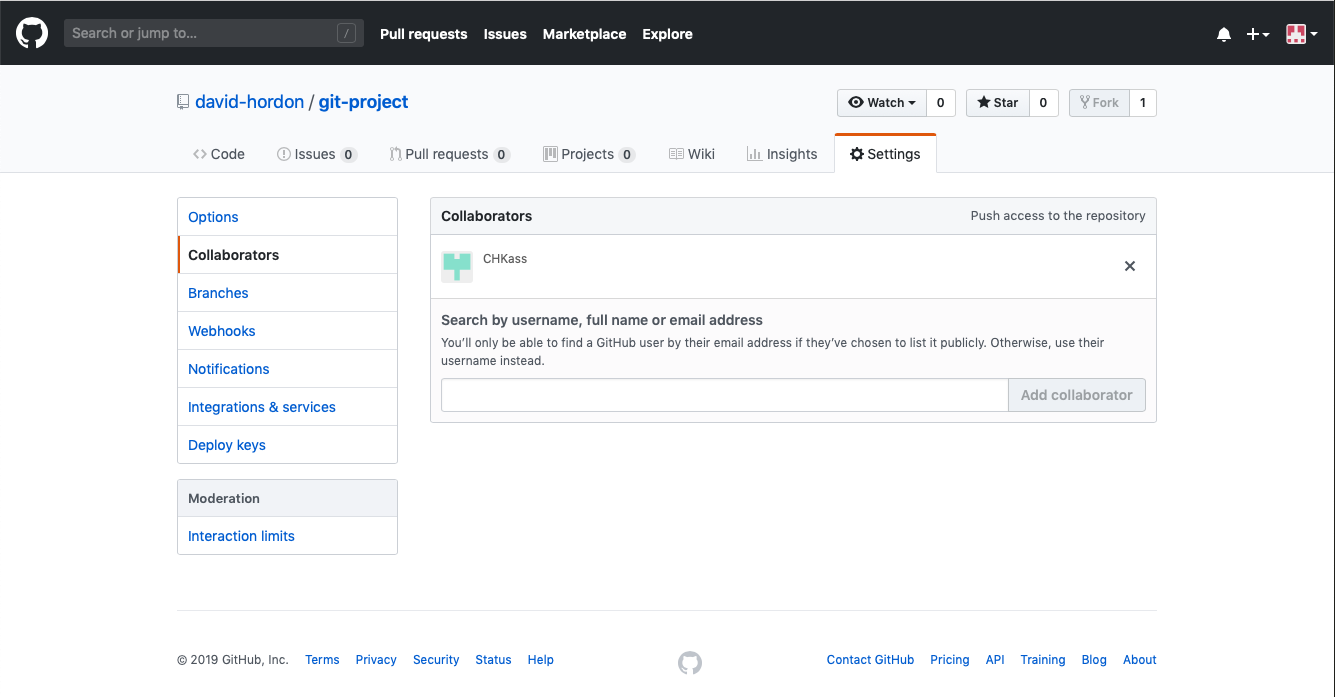 Search or jump to... /
Pull requests Issues Marketplace Explore
david-hordon / git-project
Watch 0 Star 0 Fork 1
Code Issues 0 Pull requests 0 Projects 0 Wiki Insights Settings
Options
Collaborators
Branches
Webhooks
Notifications
Integrations & services
Deploy keys
Moderation
Interaction limits
Collaborators Push access to the repository
CHKass
Search by username, full name or email address
You’ll only be able to find a GitHub user by their email address if they’ve chosen to list it publicly. Otherwise, use their
username instead.
Add collaborator
© 2019 GitHub, Inc. Terms Privacy Security Status Help Contact GitHub Pricing API Training Blog About